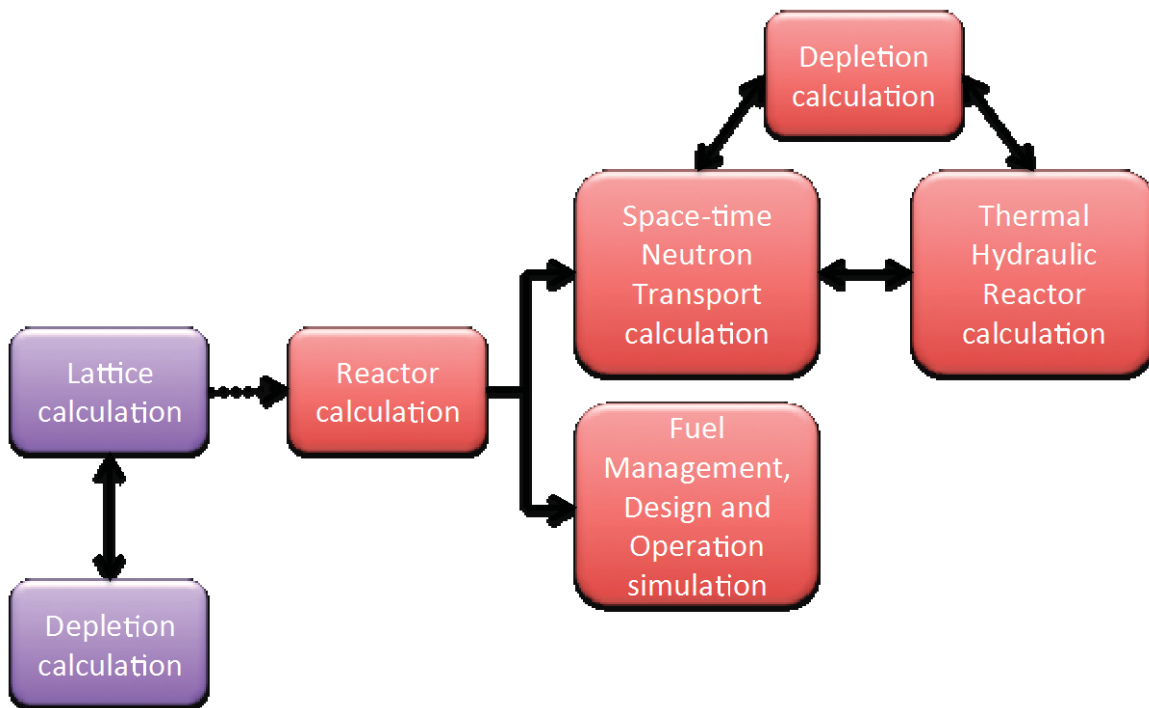 Depletion
calculation
Space-time
Neutron
Transport
calculation
Thermal
Hydraulic
Reactor
calculation
Lattice
calculation
Reactor
calculation
Fuel
Management,
Design and
Operation
simulation
Depletion
calculation